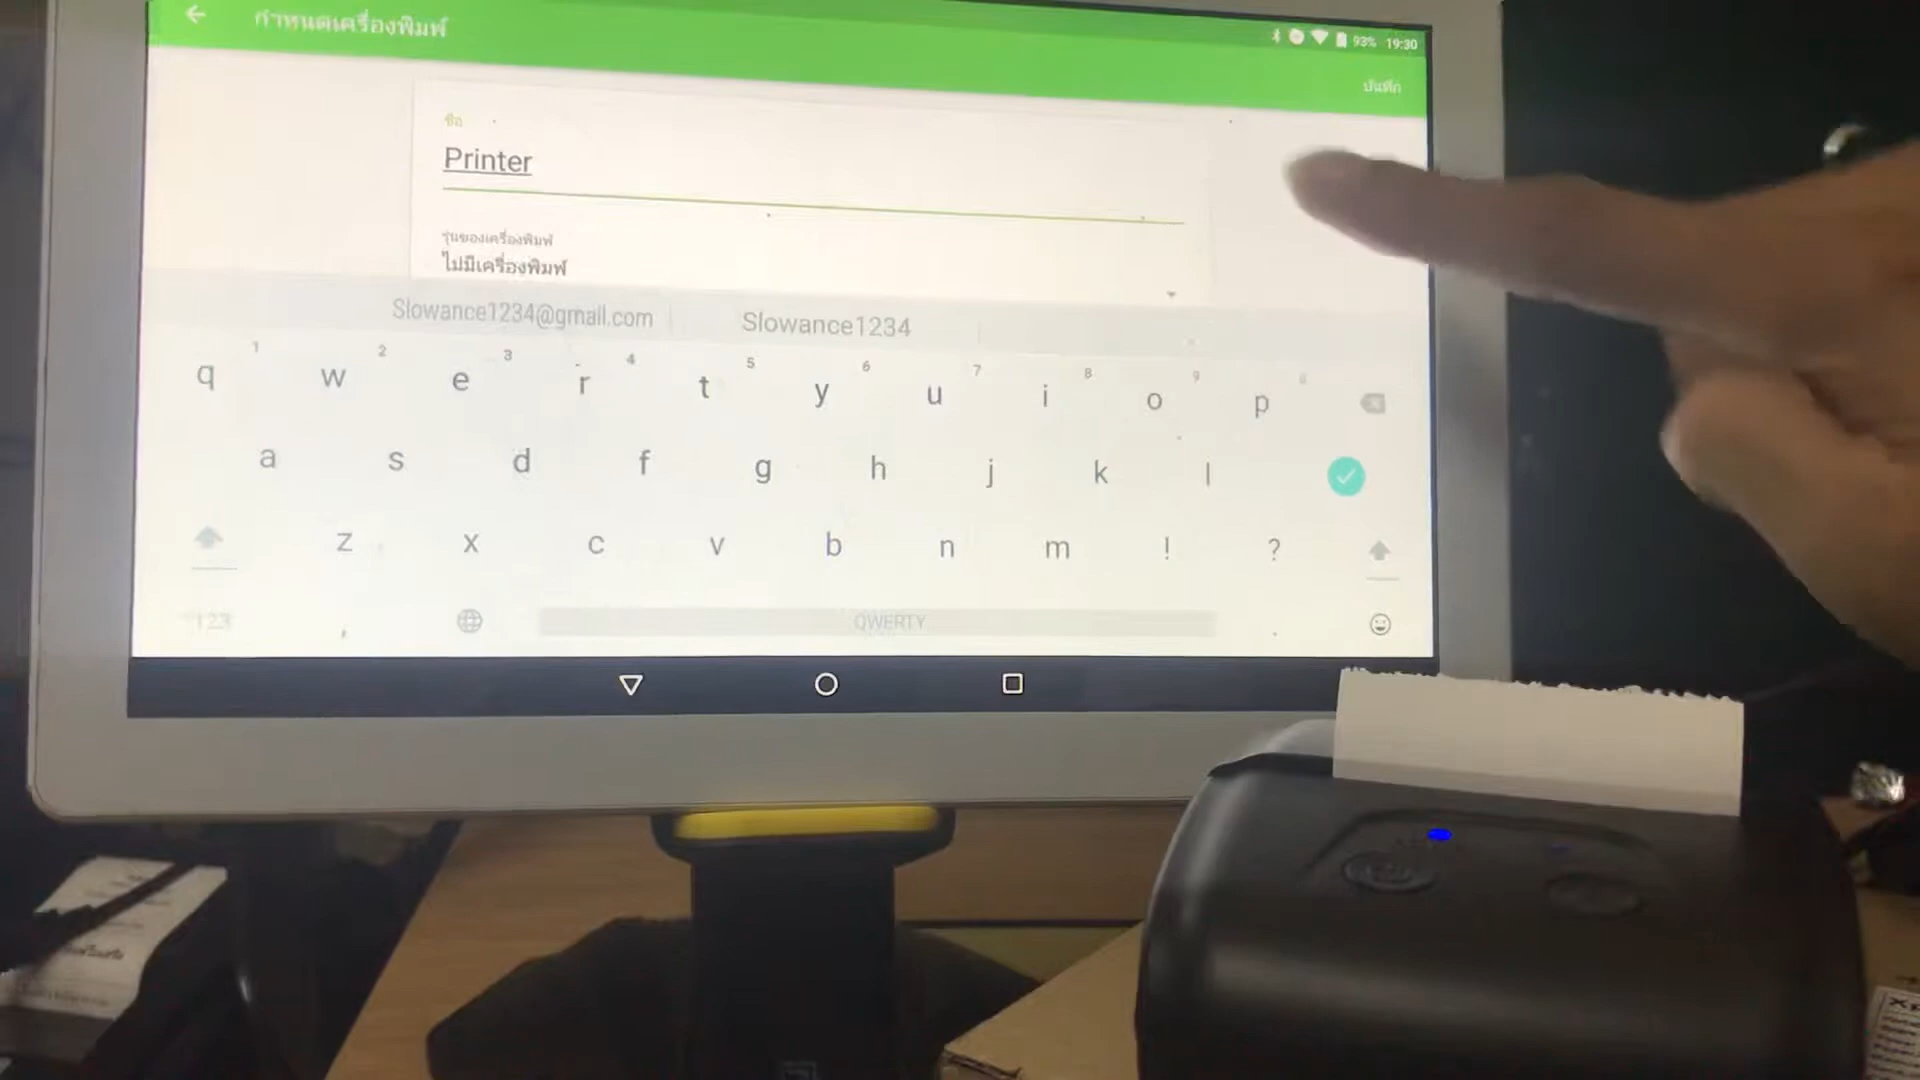 กำหนดเครื่องพิมพ์
93% 19:30
บันทึก
ชื่อ
Printer
รุ่นของเครื่องพิมพ์
ไม่มีเครื่องพิมพ์
Slowance1234@gmail.com Slowance1234
1 2 3 4 5 6 7 8 9
q w e r t y u i o p
a s d f g h j k l
z x c v b n m ! ?
123 , QWERTY .